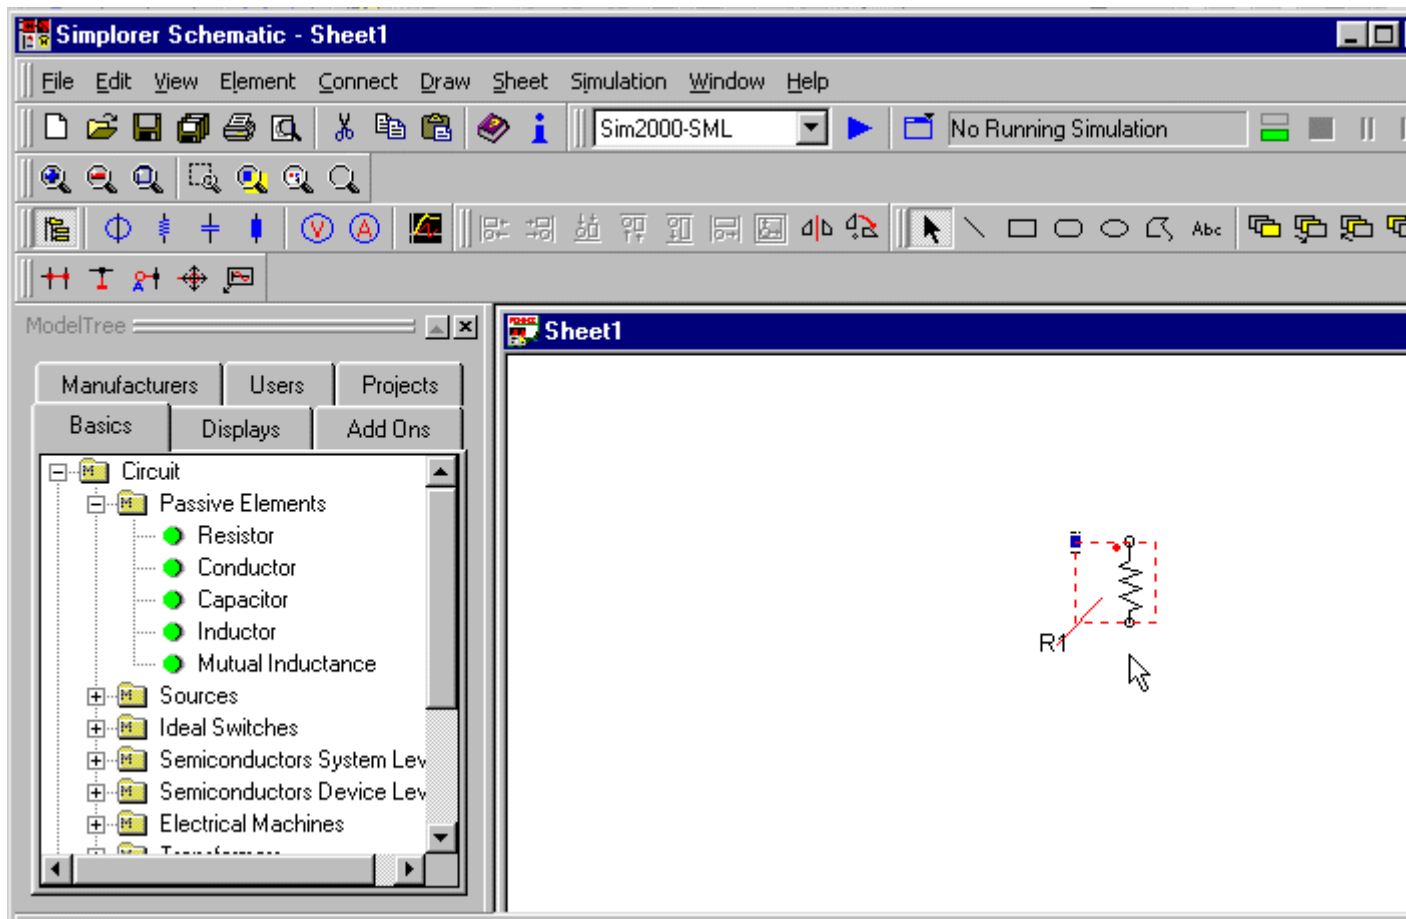 Simplorer Schematic - Sheet1
File Edit View Element Connect Draw Sheet Simulation Window Help
Sim2000-SML No Running Simulation
Abc
ModelTree
Sheet1
Manufacturers Users Projects
Basics Displays Add Ons
Circuit
Passive Elements
Resistor
Conductor
Capacitor
Inductor
Mutual Inductance
Sources
Ideal Switches
Semiconductors System Lev
Semiconductors Device Lev
Electrical Machines
R1